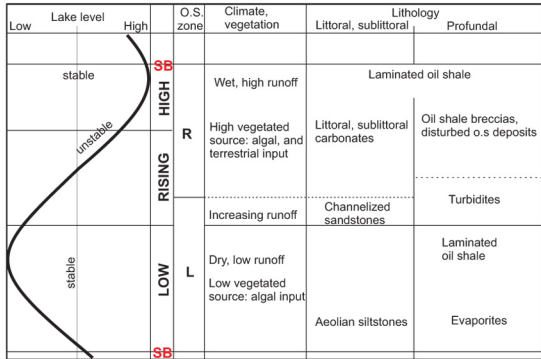 Lake level
Low
High
O.S.
zone
Climate,
vegetation
Lithology
Littoral, sublittoral
Profundal
SB
stable
HIGH
Wet, high runoff
Laminated oil shale
unstable
R
High vegetated
source: algal, and
terrestrial input
Littoral, sublittoral
carbonates
Oil shale breccias,
disturbed o.s deposits
RISING
Increasing runoff
Channelized
sandstones
Turbidites
stable
LOW
L
Dry, low runoff
Low vegetated
source: algal input
Laminated
oil shale
Aeolian siltstones
Evaporites
SB